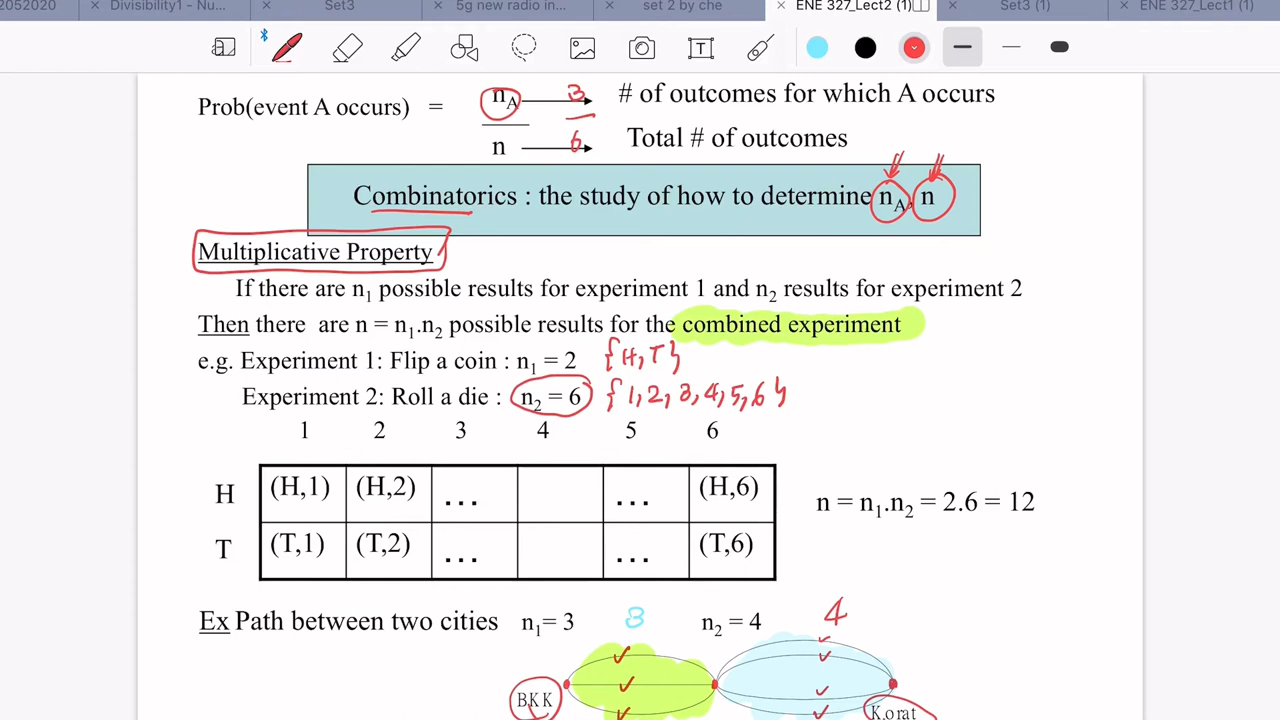 2052020 × Divisibility1 - Nu... × Set3 × 5g new radio in... × set 2 by che × ENE 327_Lect2 (1) × Set3 (1) × ENE 327_Lect1 (1)
T
Prob(event A occurs) = nA 3 # of outcomes for which A occurs
n 6 Total # of outcomes
Combinatorics : the study of how to determine nA, n
Multiplicative Property
If there are n1 possible results for experiment 1 and n2 results for experiment 2
Then there are n = n1.n2 possible results for the combined experiment
e.g. Experiment 1: Flip a coin : n1 = 2 {H, T}
Experiment 2: Roll a die : n2 = 6 {1, 2, 3, 4, 5, 6}
1 2 3 4 5 6
H (H,1) (H,2) ... ... (H,6) n = n1.n2 = 2.6 = 12
T (T,1) (T,2) ... ... (T,6)
Ex Path between two cities n1= 3 3 n2 = 4 4
BKK
Korat